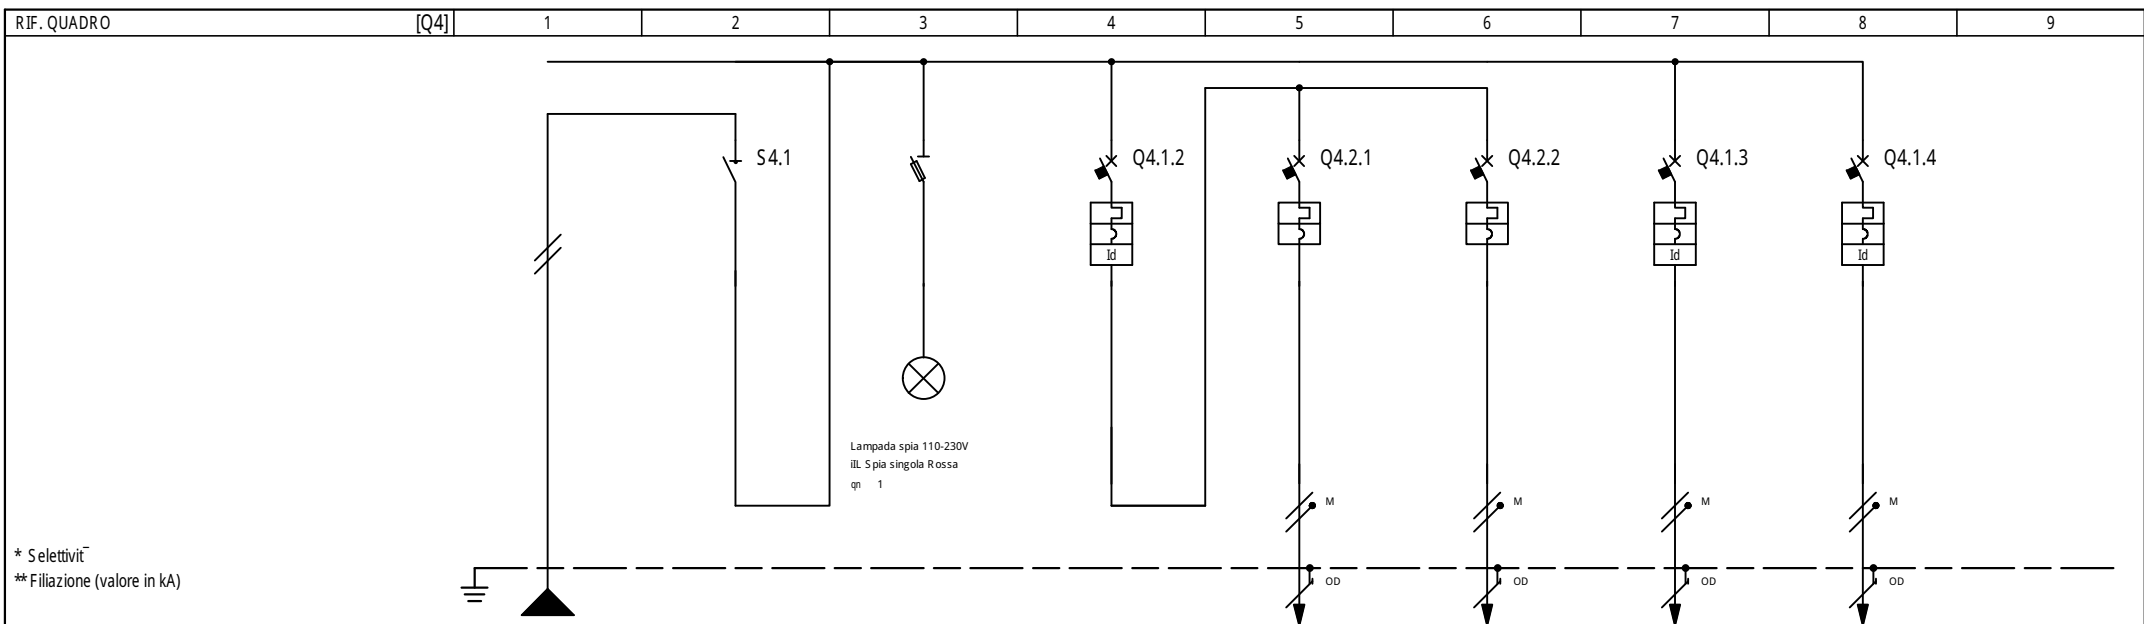 RIF. QUADRO [Q4] 1 2 3 4 5 6 7 8 9
S4.1 Q4.1.2 Q4.2.1 Q4.2.2 Q4.1.3 Q4.1.4
Id Id Id
Lampada spia 110-230V
iIL Spia singola Rossa
qn 1
M M M M
* Selettivit¯
** Filiazione (valore in kA)
OD OD OD OD